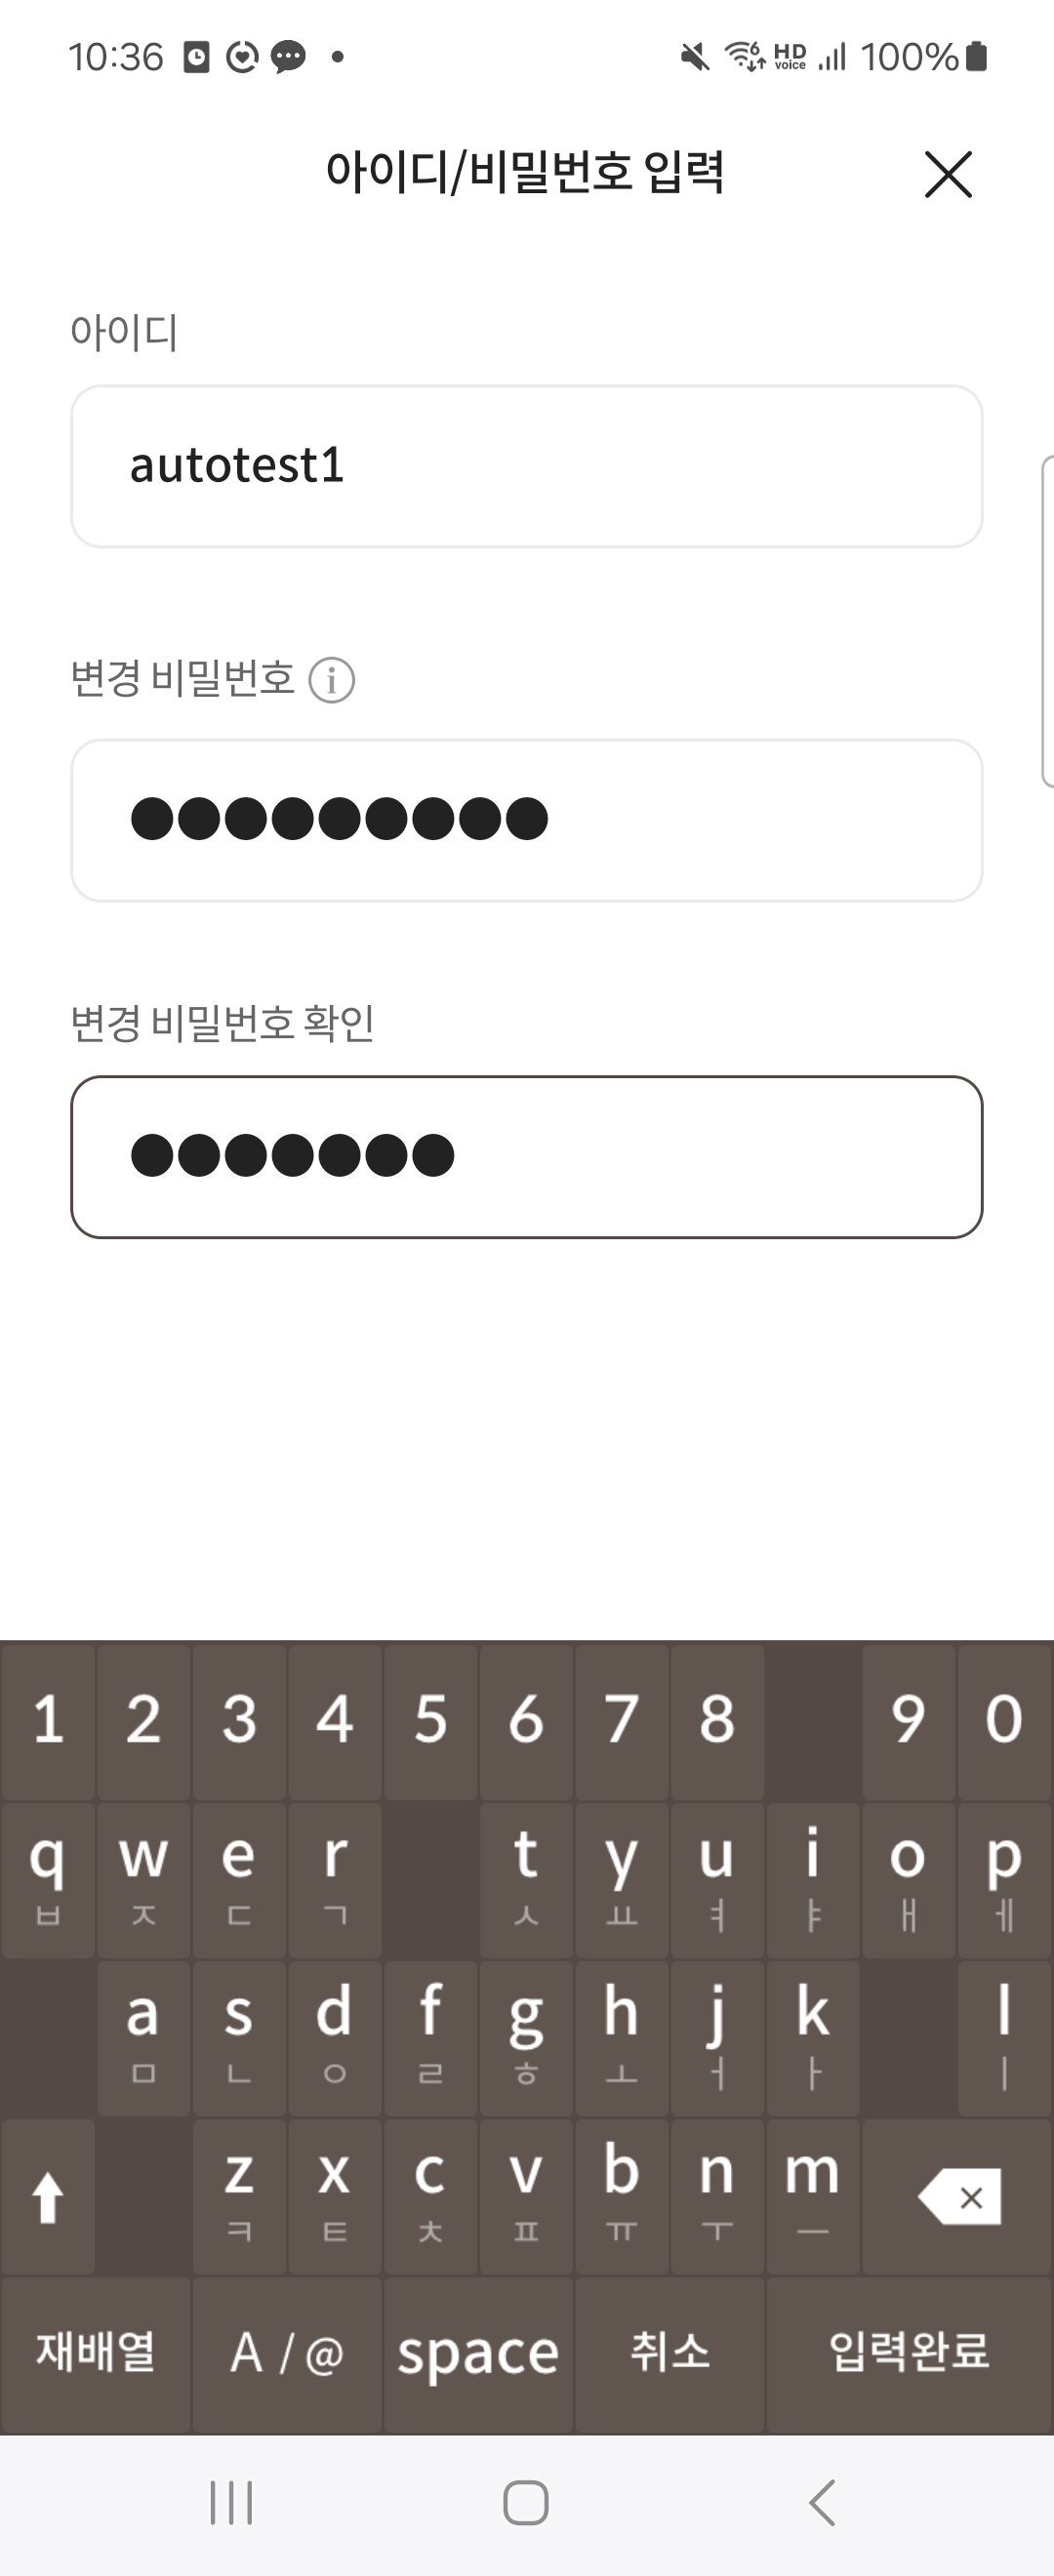 10:36 6 HD voice 100%
아이디/비밀번호 입력
아이디
autotest1
변경 비밀번호 i
●●●●●●●●●
변경 비밀번호 확인
●●●●●●●
1 2 3 4 5 6 7 8 9 0
q w e r t y u i o p
ㅂ ㅈ ㄷ ㄱ ㅅ ㅛ ㅕ ㅑ ㅐ ㅔ
a s d f g h j k l
ㅁ ㄴ ㅇ ㄹ ㅎ ㅗ ㅓ ㅏ ㅣ
z x c v b n m
ㅋ ㅌ ㅊ ㅍ ㅠ ㅜ ㅡ
재배열 A / @ space 취소 입력완료